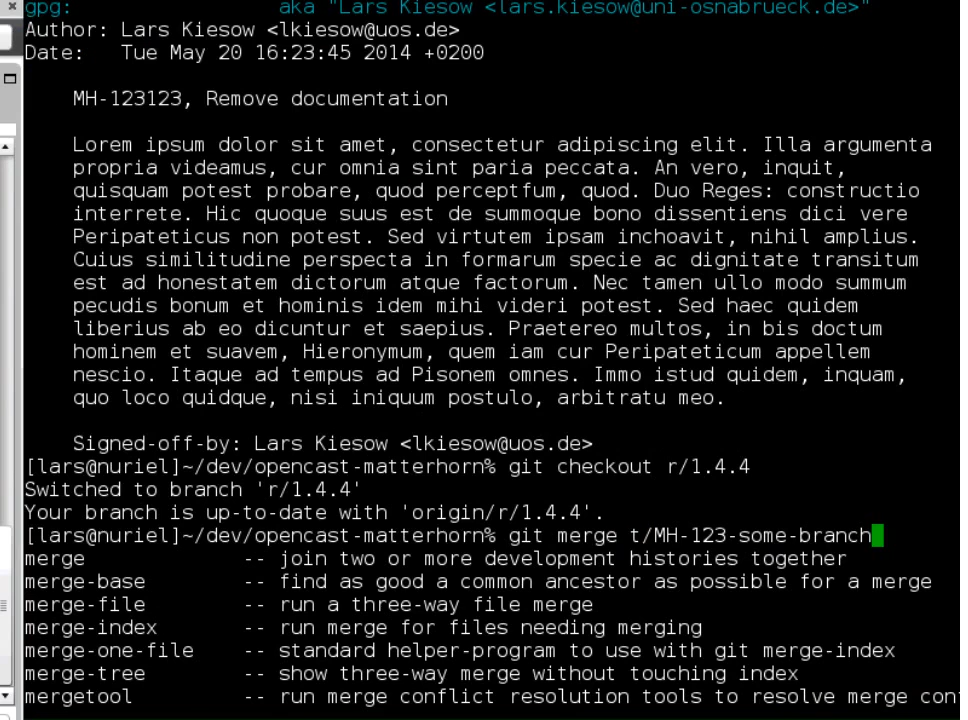 gpg:                 aka "Lars Kiesow <lars.kiesow@uni-osnabrueck.de>"
Author: Lars Kiesow <lkiesow@uos.de>
Date:   Tue May 20 16:23:45 2014 +0200
MH-123123, Remove documentation
Lorem ipsum dolor sit amet, consectetur adipiscing elit. Illa argumenta
propria videamus, cur omnia sint paria peccata. An vero, inquit,
quisquam potest probare, quod perceptfum, quod. Duo Reges: constructio
interrete. Hic quoque suus est de summoque bono dissentiens dici vere
Peripateticus non potest. Sed virtutem ipsam inchoavit, nihil amplius.
Cuius similitudine perspecta in formarum specie ac dignitate transitum
est ad honestatem dictorum atque factorum. Nec tamen ullo modo summum
pecudis bonum et hominis idem mihi videri potest. Sed haec quidem
liberius ab eo dicuntur et saepius. Praetereo multos, in bis doctum
hominem et suavem, Hieronymum, quem iam cur Peripateticum appellem
nescio. Itaque ad tempus ad Pisonem omnes. Immo istud quidem, inquam,
quo loco quidque, nisi iniquum postulo, arbitratu meo.
Signed-off-by: Lars Kiesow <lkiesow@uos.de>
[lars@nuriel]~/dev/opencast-matterhorn% git checkout r/1.4.4
Switched to branch 'r/1.4.4'
Your branch is up-to-date with 'origin/r/1.4.4'.
[lars@nuriel]~/dev/opencast-matterhorn% git merge t/MH-123-some-branch
merge             -- join two or more development histories together
merge-base        -- find as good a common ancestor as possible for a merge
merge-file        -- run a three-way file merge
merge-index       -- run merge for files needing merging
merge-one-file    -- standard helper-program to use with git merge-index
merge-tree        -- show three-way merge without touching index
mergetool         -- run merge conflict resolution tools to resolve merge con